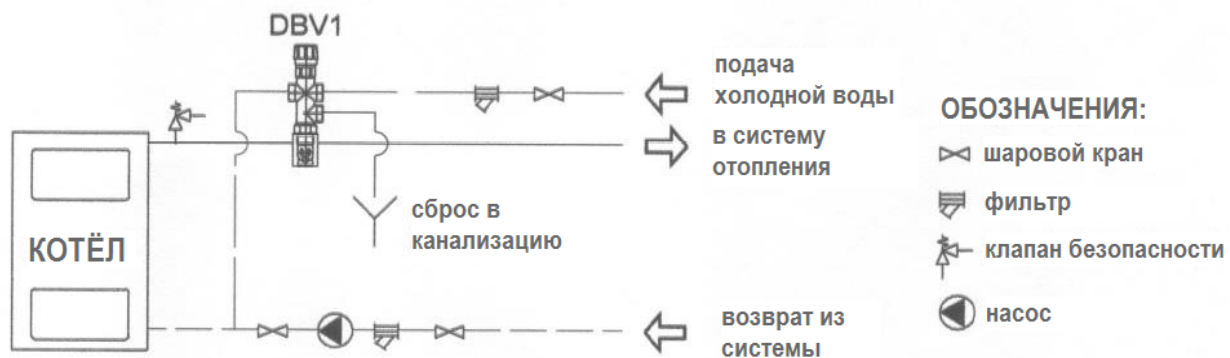 DBV1
подача
холодной воды
в систему
отопления
сброс в
канализацию
КОТЁЛ
возврат из
системы
ОБОЗНАЧЕНИЯ:
шаровой кран
фильтр
клапан безопасности
насос